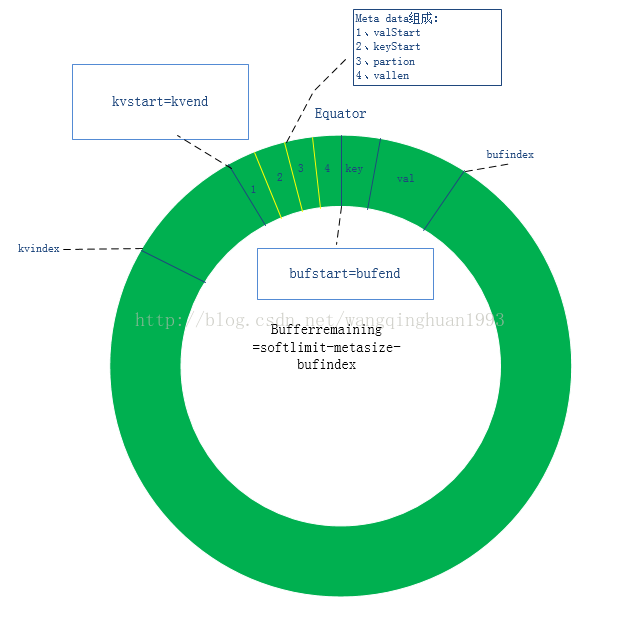 Meta data组成:
1、valStart
2、keyStart
3、partion
4、vallen
kvstart=kvend
Equator
1
2
3
4
key
val
bufindex
kvindex
bufstart=bufend
http://blog.csdn.net/wangqinghuan1993
Bufferremaining
=softlimit-metasize-
bufindex